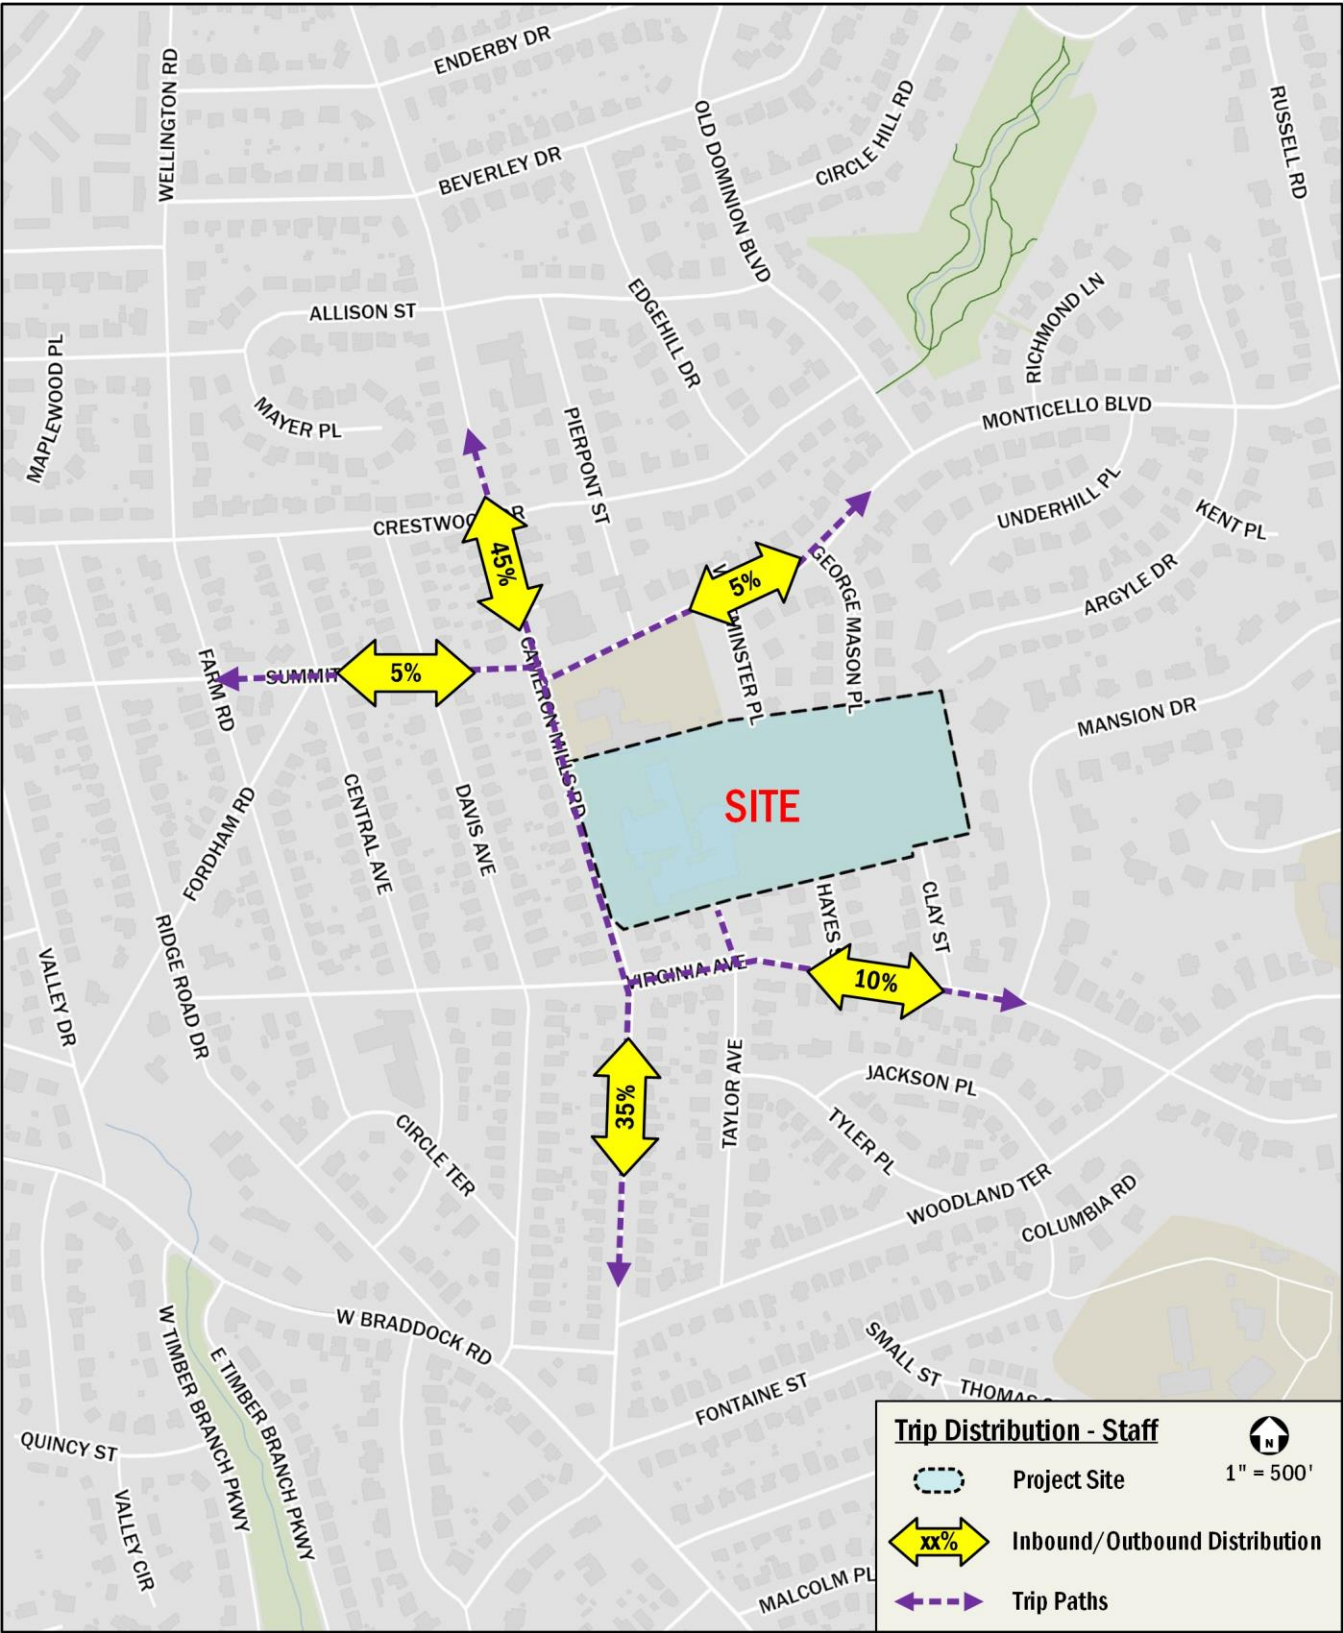 ENDERBY DR
WELLINGTON RD
BEVERLEY DR
OLD DOMINION BLVD
CIRCLE HILL RD
RUSSELL RD
ALLISON ST
EDGEHILL DR
RICHMOND LN
MAPLEWOOD PL
MAYER PL
PIERPONT ST
MONTICELLO BLVD
CRESTWOO
R
45%
UNDERHILL PL
KENT PL
5%
GEORGE MASON PL
ARGYLE DR
W
MINSTER PL
FARM RD
SUMMIT
5%
CAMERON MILLS RD
MANSION DR
SITE
FORDHAM RD
CENTRAL AVE
DAVIS AVE
HAYES S
CLAY ST
VALLEY DR
RIDGE ROAD DR
VIRGINIA AVE
10%
35%
TAYLOR AVE
JACKSON PL
CIRCLE TER
TYLER PL
WOODLAND TER
COLUMBIA RD
W BRADDOCK RD
W TIMBER BRANCH PKWY
E TIMBER BRANCH PKWY
SMALL ST
THOMAS
FONTAINE ST
QUINCY ST
VALLEY CIR
MALCOLM PL
Trip Distribution - Staff
N
1" = 500'
Project Site
xx%
Inbound/Outbound Distribution
Trip Paths